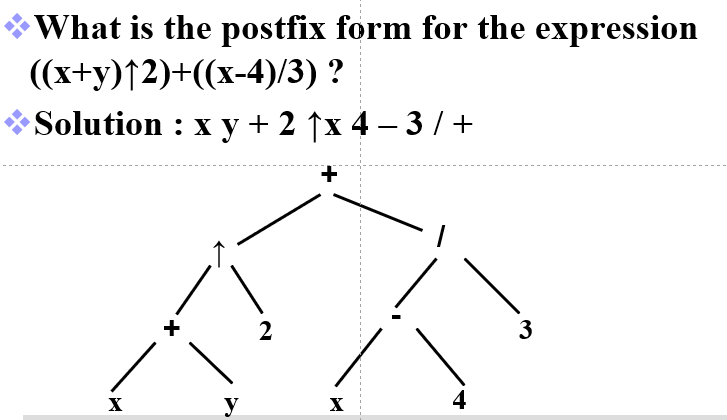 ❖What is the postfix form for the expression
((x+y)↑2)+((x-4)/3) ?
❖Solution : x y + 2 ↑x 4 – 3 / +
+
↑ /
+ 2 - 3
x y x 4